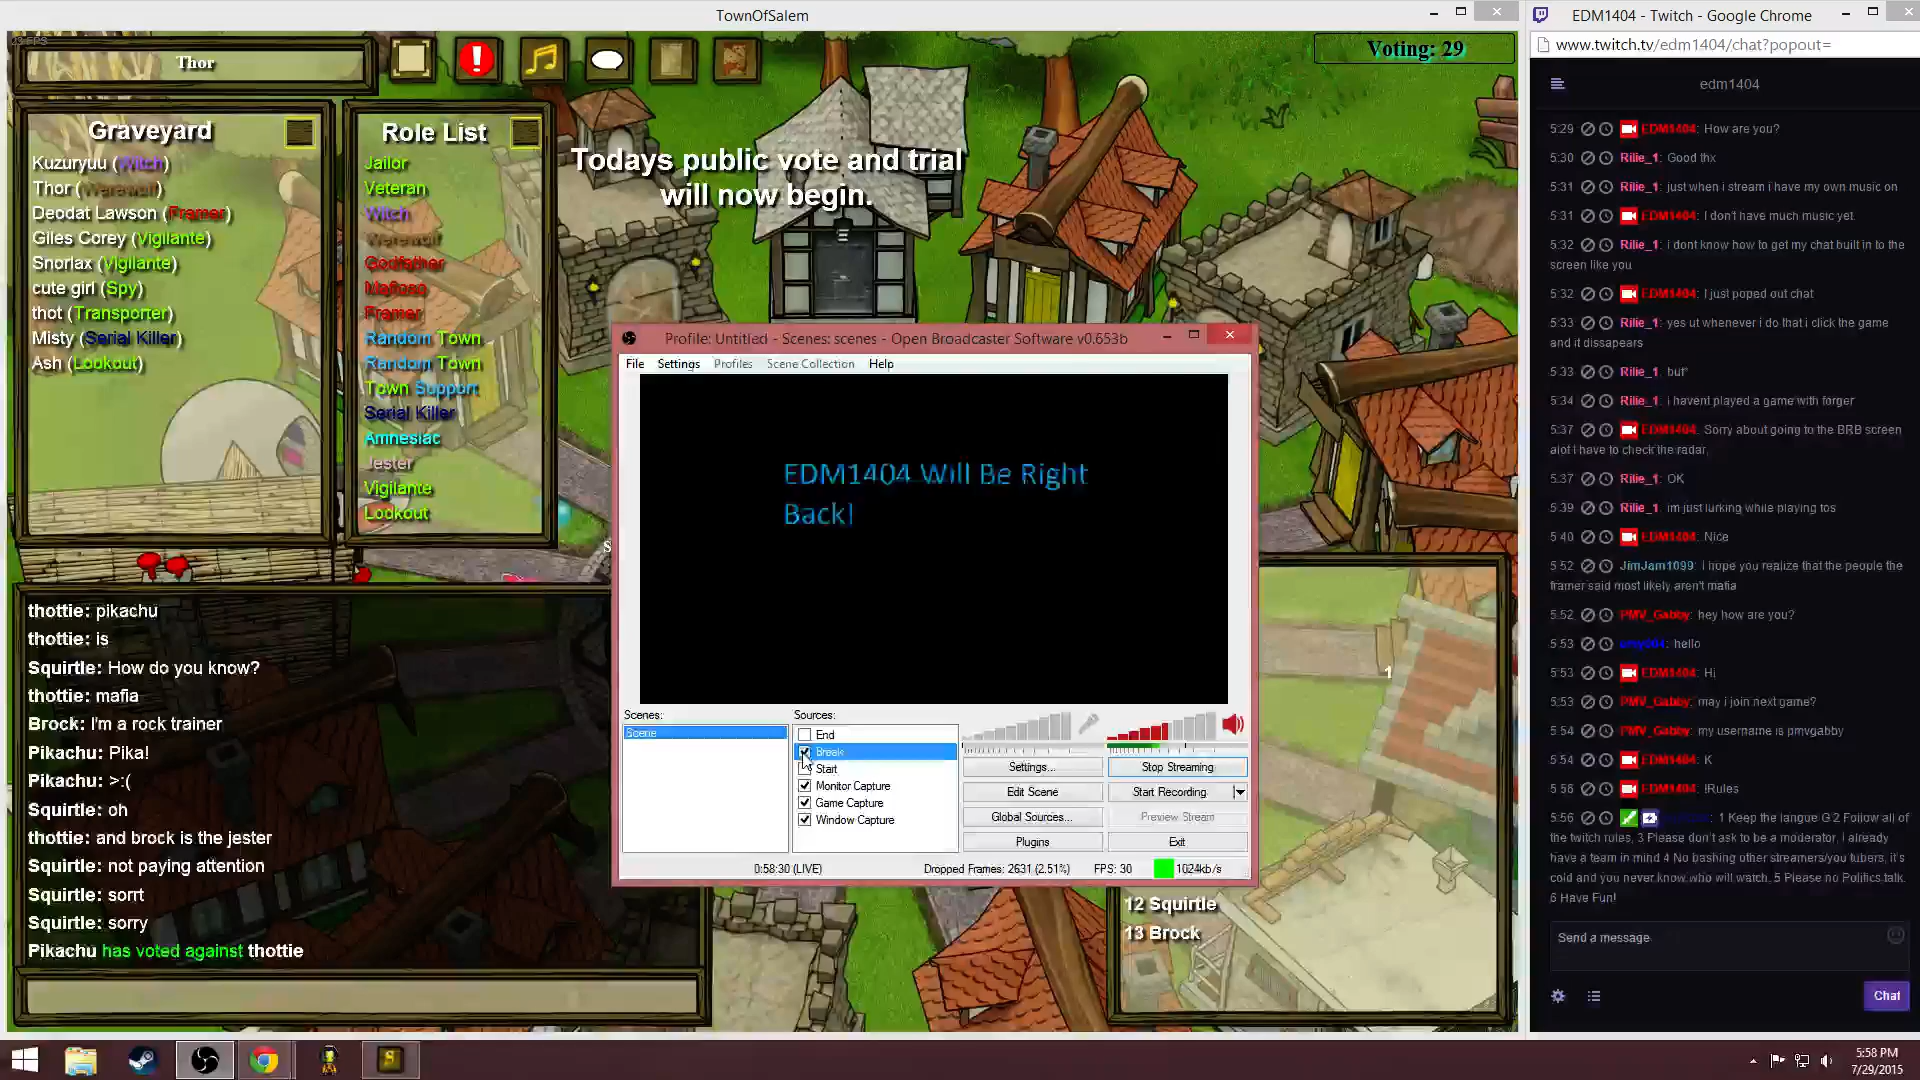 TownOfSalem
23 FPS
Thor
Voting: 29
Graveyard
Kuzuryuu (Witch)
Thor (Werewolf)
Deodat Lawson (Framer)
Giles Corey (Vigilante)
Snorlax (Vigilante)
cute girl (Spy)
thot (Transporter)
Misty (Serial Killer)
Ash (Lookout)
Role List
Jailor
Veteran
Witch
Werewolf
Godfather
Mafioso
Framer
Random Town
Random Town
Town Support
Serial Killer
Amnesiac
Jester
Vigilante
Lookout
Todays public vote and trial
will now begin.
thottie: pikachu
thottie: is
Squirtle: How do you know?
thottie: mafia
Brock: I'm a rock trainer
Pikachu: Pika!
Pikachu: >:(
Squirtle: oh
thottie: and brock is the jester
Squirtle: not paying attention
Squirtle: sorrt
Squirtle: sorry
Pikachu has voted against thottie
Profile: Untitled - Scenes: scenes - Open Broadcaster Software v0.653b
File Settings Profiles Scene Collection Help
EDM1404 Will Be Right
Back!
Scenes:
Scene
Sources:
End
Break
Start
Monitor Capture
Game Capture
Window Capture
Settings... Stop Streaming
Edit Scene Start Recording
Global Sources... Preview Stream
Plugins Exit
0:58:30 (LIVE) Dropped Frames: 2631 (2.51%) FPS: 30 1024kb/s
1
12 Squirtle
13 Brock
EDM1404 - Twitch - Google Chrome
www.twitch.tv/edm1404/chat?popout=
edm1404
5:29 EDM1404: How are you?
5:30 Rilie_1: Good thx
5:31 Rilie_1: just when i stream i have my own music on
5:31 EDM1404: I don't have much music yet.
5:32 Rilie_1: i dont know how to get my chat built in to the
screen like you
5:32 EDM1404: I just poped out chat
5:33 Rilie_1: yes ut whenever i do that i click the game
and it dissapears
5:33 Rilie_1: but*
5:34 Rilie_1: i havent played a game with forger
5:37 EDM1404: Sorry about going to the BRB screen
alot i have to check the radar,
5:37 Rilie_1: OK
5:39 Rilie_1: im just lurking while playing tos
5:40 EDM1404: Nice
5:52 JimJam1099: I hope you realize that the people the
framer said most likely aren't mafia
5:52 PMV_Gabby: hey how are you?
5:53 hello
5:53 EDM1404: Hi
5:53 PMV_Gabby: may i join next game?
5:54 PMV_Gabby: my username is pmvgabby
5:54 EDM1404: K
5:56 EDM1404: !Rules
5:56 : 1 Keep the langue G 2 Follow all of
the twitch rules, 3 Please don't ask to be a moderator, i already
have a team in mind 4 No bashing other streamers/you tubers, it's
cold and you never know who will watch. 5 Please no Politics talk.
6 Have Fun!
Send a message
Chat
5:58 PM
7/29/2015